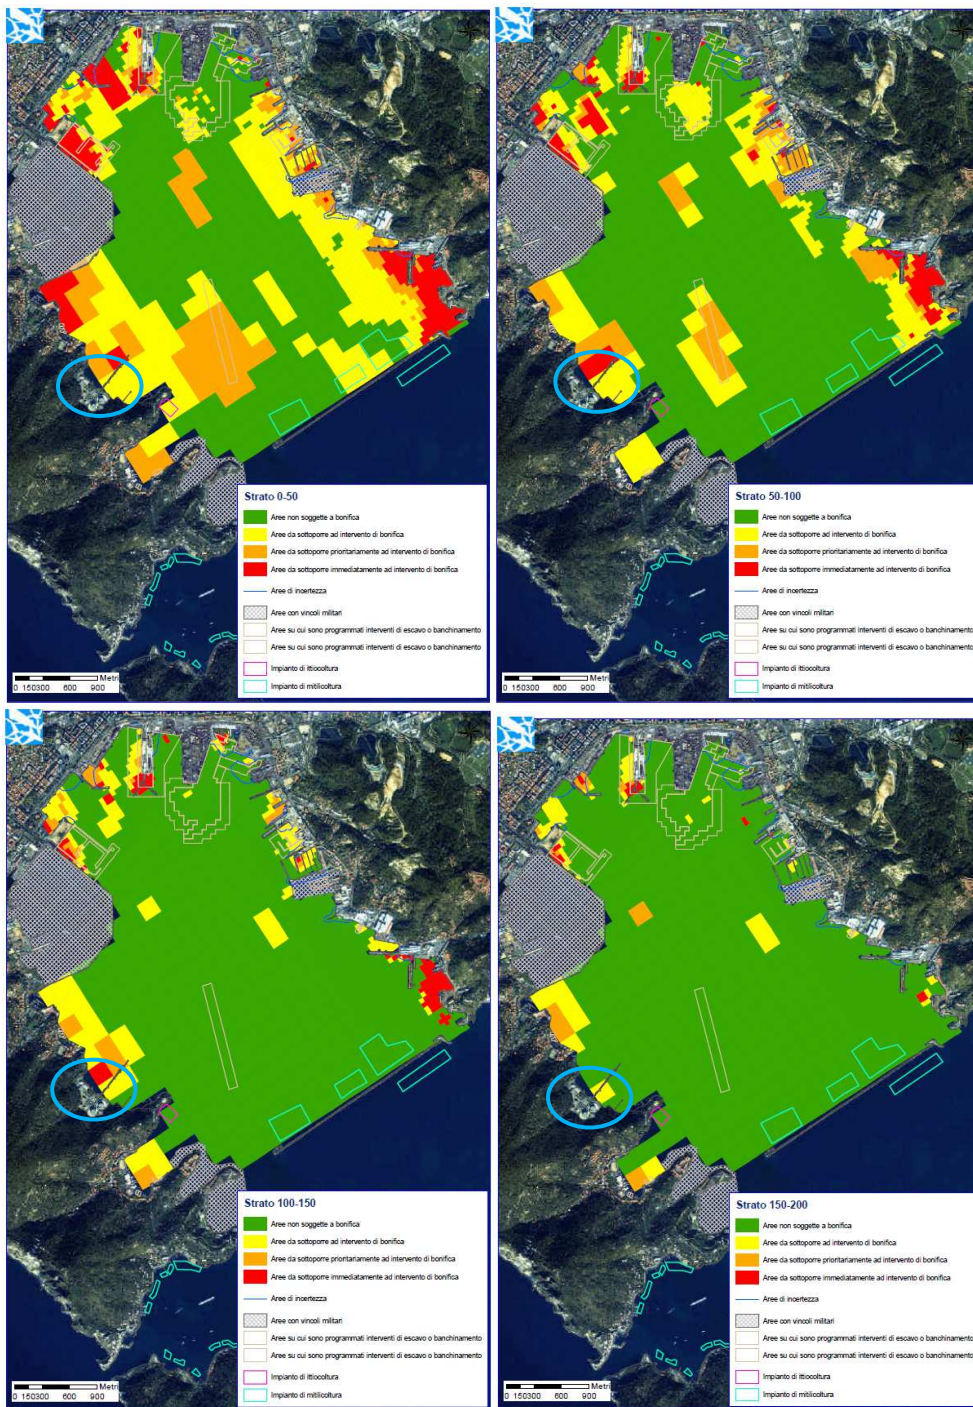 Strato 0-50
Aree non soggette a bonifica
Aree da sottoporre ad intervento di bonifica
Aree da sottoporre prioritariamente ad intervento di bonifica
Aree da sottoporre immediatamente ad intervento di bonifica
Aree di incertezza
Aree con vincoli militari
Aree su cui sono programmati interventi di escavo o banchinamento
Aree su cui sono programmati interventi di escavo o banchinamento
Impianto di ittiocoltura
Impianto di mitilicoltura
Metri
0 150300 600 900
Strato 50-100
Aree non soggette a bonifica
Aree da sottoporre ad intervento di bonifica
Aree da sottoporre prioritariamente ad intervento di bonifica
Aree da sottoporre immediatamente ad intervento di bonifica
Aree di incertezza
Aree con vincoli militari
Aree su cui sono programmati interventi di escavo o banchinamento
Aree su cui sono programmati interventi di escavo o banchinamento
Impianto di ittiocoltura
Impianto di mitilicoltura
Metri
0 150300 600 900
Strato 100-150
Aree non soggette a bonifica
Aree da sottoporre ad intervento di bonifica
Aree da sottoporre prioritariamente ad intervento di bonifica
Aree da sottoporre immediatamente ad intervento di bonifica
Aree di incertezza
Aree con vincoli militari
Aree su cui sono programmati interventi di escavo o banchinamento
Aree su cui sono programmati interventi di escavo o banchinamento
Impianto di ittiocoltura
Impianto di mitilicoltura
Metri
0 150300 600 900
Strato 150-200
Aree non soggette a bonifica
Aree da sottoporre ad intervento di bonifica
Aree da sottoporre prioritariamente ad intervento di bonifica
Aree da sottoporre immediatamente ad intervento di bonifica
Aree di incertezza
Aree con vincoli militari
Aree su cui sono programmati interventi di escavo o banchinamento
Aree su cui sono programmati interventi di escavo o banchinamento
Impianto di ittiocoltura
Impianto di mitilicoltura
Metri
0 150300 600 900